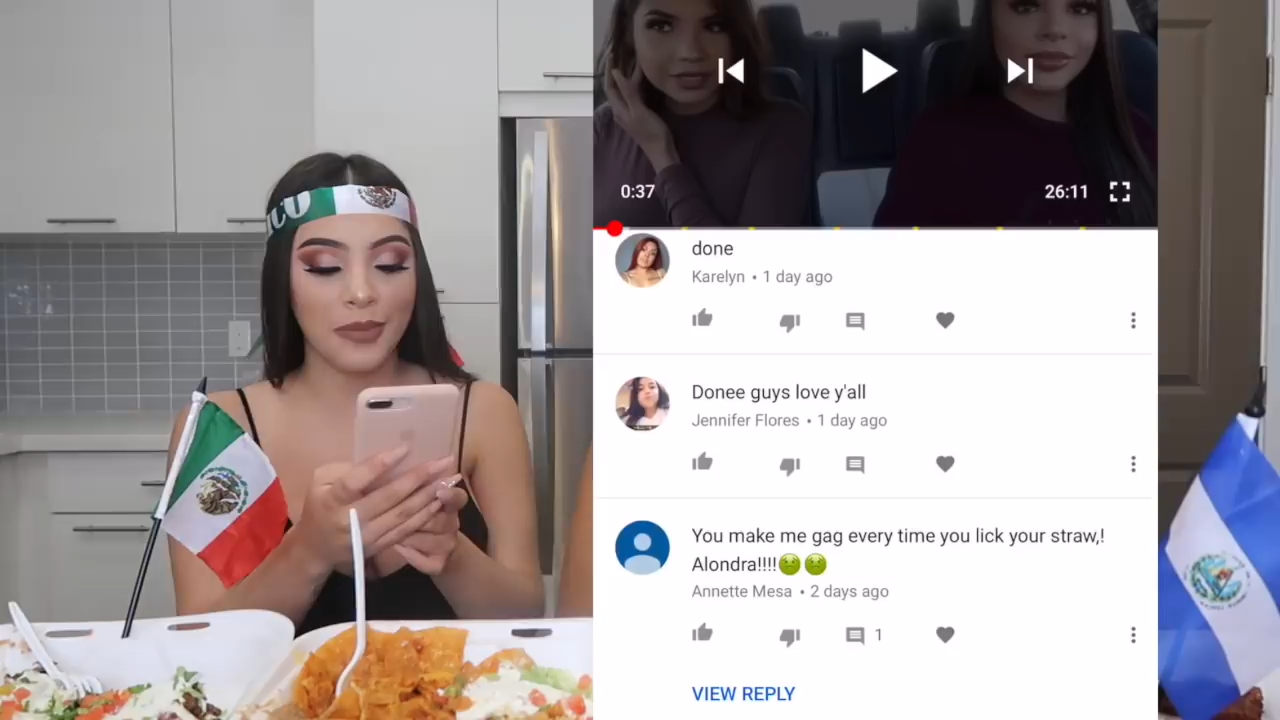 co
0:37
26:11
done
Karelyn • 1 day ago
Donee guys love y'all
Jennifer Flores • 1 day ago
You make me gag every time you lick your straw,!
Alondra!!!!🤢🤢
Annette Mesa • 2 days ago
1
VIEW REPLY